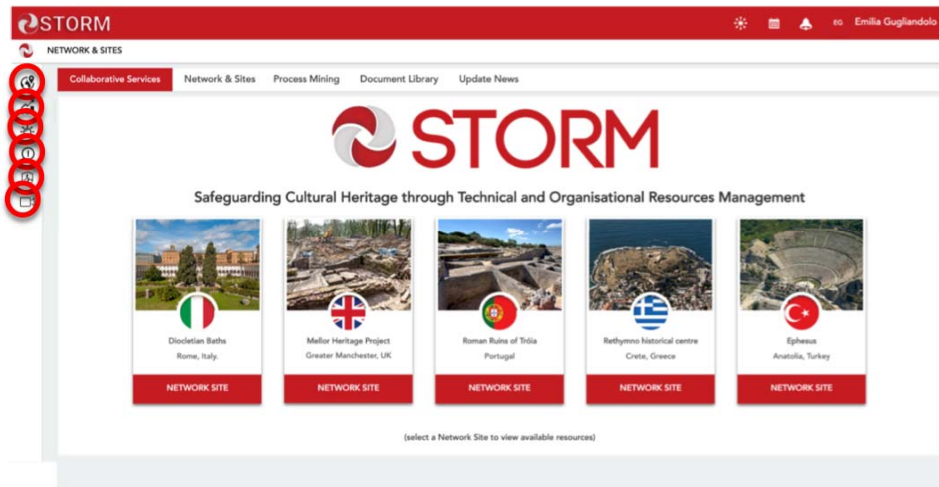 STORM
EG Emilia Gugliandolo
NETWORK & SITES
Collaborative Services Network & Sites Process Mining Document Library Update News
STORM
Safeguarding Cultural Heritage through Technical and Organisational Resources Management
Diocletian Baths
Rome, Italy.
NETWORK SITE
Mellor Heritage Project
Greater Manchester, UK
NETWORK SITE
Roman Ruins of Tróia
Portugal
NETWORK SITE
Rethymno historical centre
Crete, Greece
NETWORK SITE
Ephesus
Anatolia, Turkey
NETWORK SITE
(select a Network Site to view available resources)